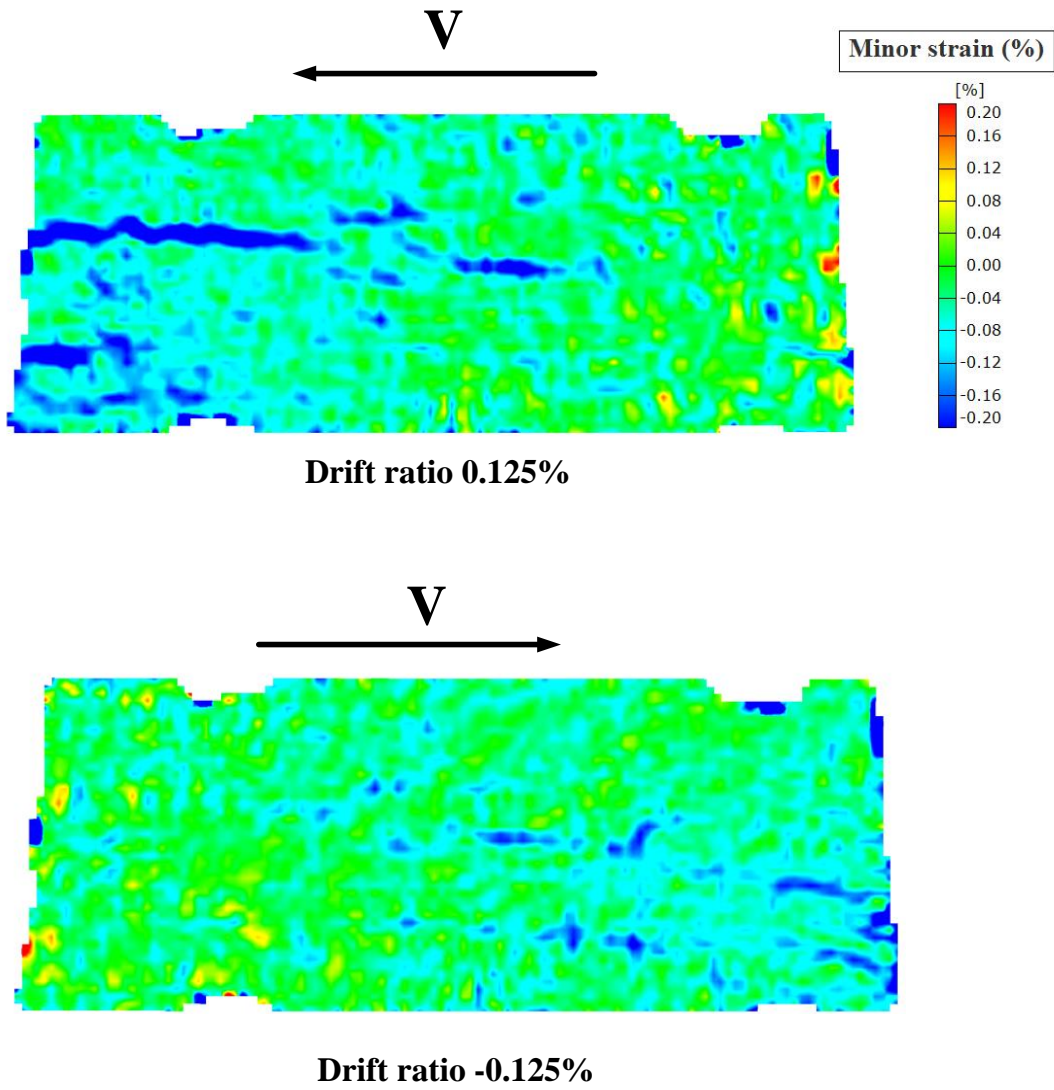 V
Minor strain (%)
[%]
0.20
0.16
0.12
0.08
0.04
0.00
-0.04
-0.08
-0.12
-0.16
-0.20
Drift ratio 0.125%
V
Drift ratio -0.125%